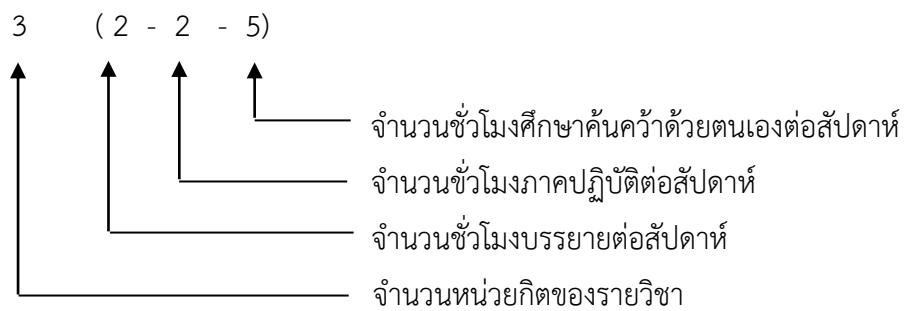 3 (2 - 2 - 5)
จำนวนชั่วโมงศึกษาค้นคว้าด้วยตนเองต่อสัปดาห์
จำนวนขั่วโมงภาคปฏิบัติต่อสัปดาห์
จำนวนชั่วโมงบรรยายต่อสัปดาห์
จำนวนหน่วยกิตของรายวิชา